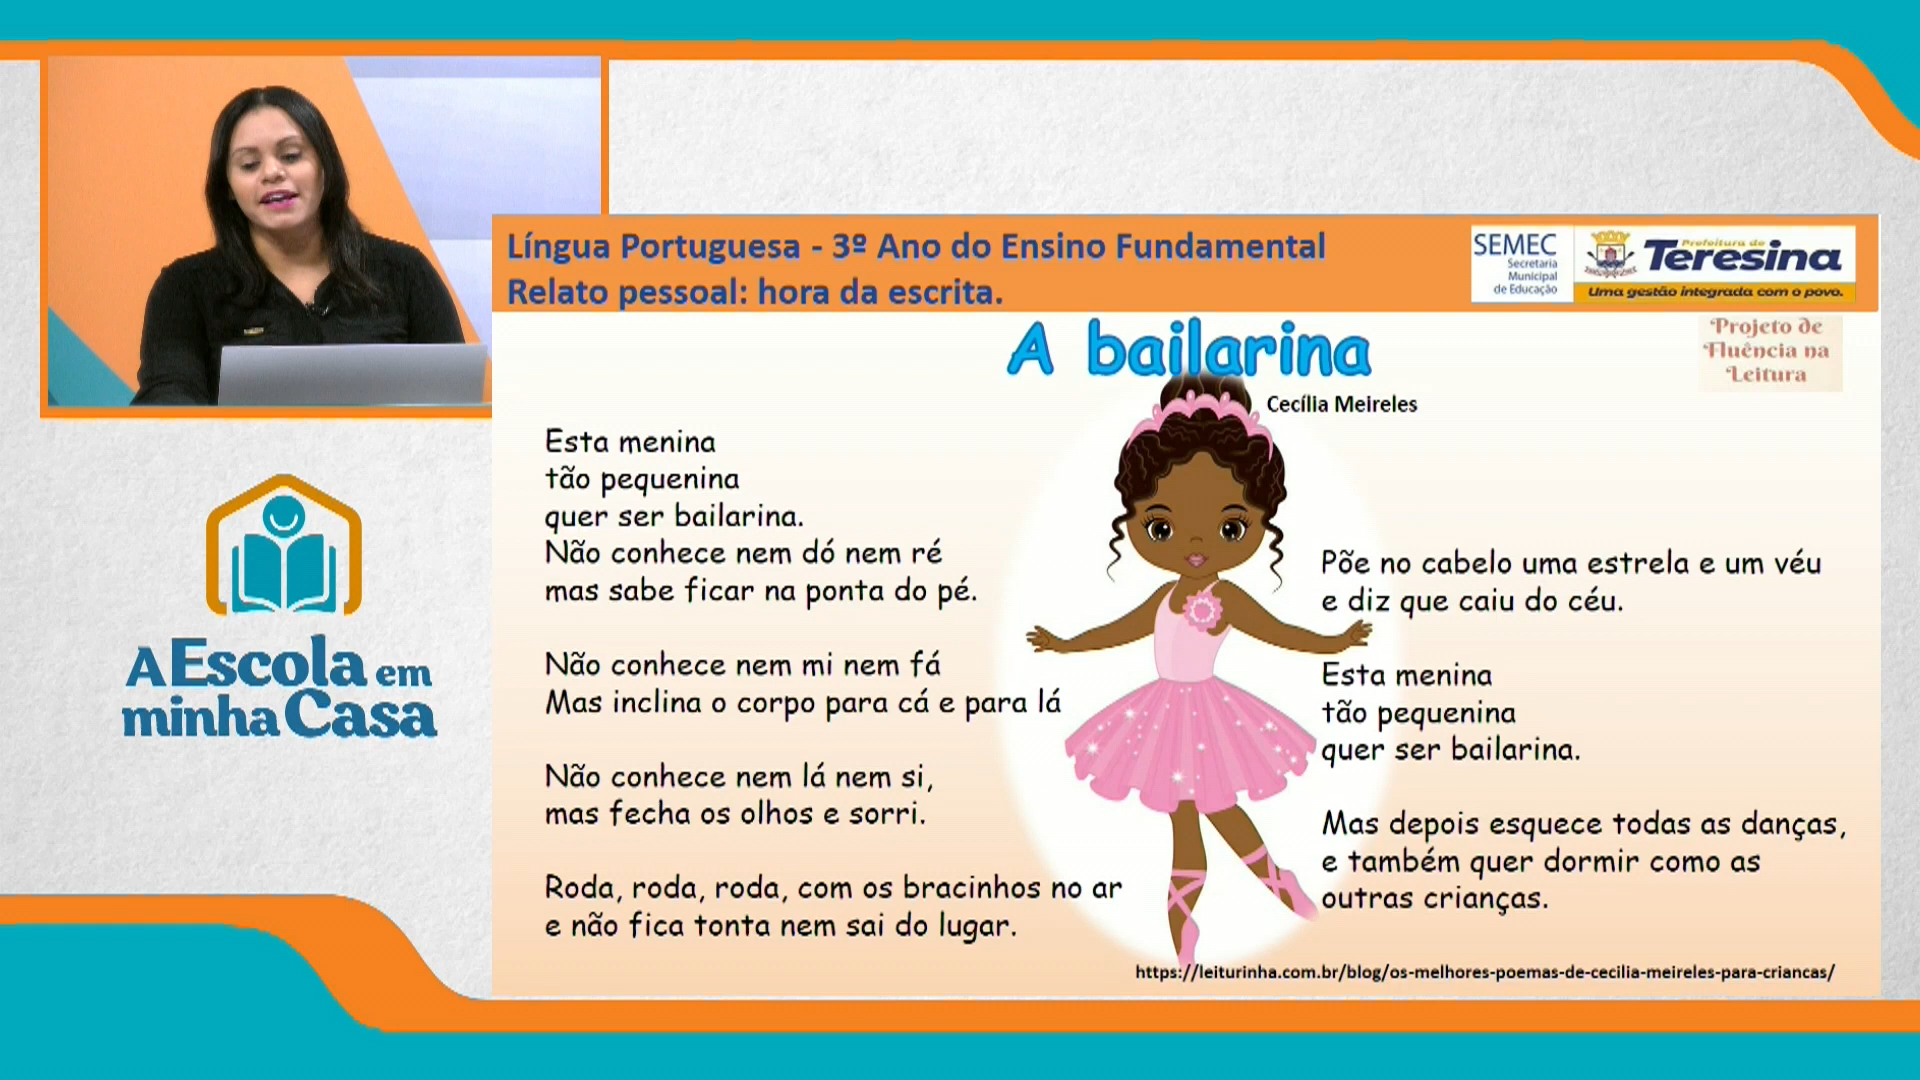 Língua Portuguesa - 3º Ano do Ensino Fundamental
Relato pessoal: hora da escrita.
SEMEC
Secretaria
Municipal
de Educação
Prefeitura de
Teresina
Uma gestão integrada com o povo.
Projeto de
Fluência na
Leitura
A bailarina
Cecília Meireles
Esta menina
tão pequenina
quer ser bailarina.
Não conhece nem dó nem ré
mas sabe ficar na ponta do pé.
Não conhece nem mi nem fá
Mas inclina o corpo para cá e para lá
Não conhece nem lá nem si,
mas fecha os olhos e sorri.
Roda, roda, roda, com os bracinhos no ar
e não fica tonta nem sai do lugar.
Põe no cabelo uma estrela e um véu
e diz que caiu do céu.
Esta menina
tão pequenina
quer ser bailarina.
Mas depois esquece todas as danças,
e também quer dormir como as
outras crianças.
https://leiturinha.com.br/blog/os-melhores-poemas-de-cecilia-meireles-para-criancas/
A Escola em
minha Casa